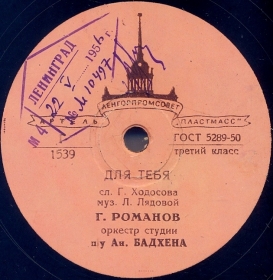 ЛЕНИНГРАД
22 V 1956 г.
№ М 10497
ЛЕНГОРПРОМСОВЕТ
АРТЕЛЬ ПЛАСТМАСС
ГОСТ 5289-50
1539 третий класс
ДЛЯ ТЕБЯ
сл. Г. Ходосова
муз. Л. Лядовой
Г. РОМАНОВ
оркестр студии
п/у Ан. БАДХЕНА